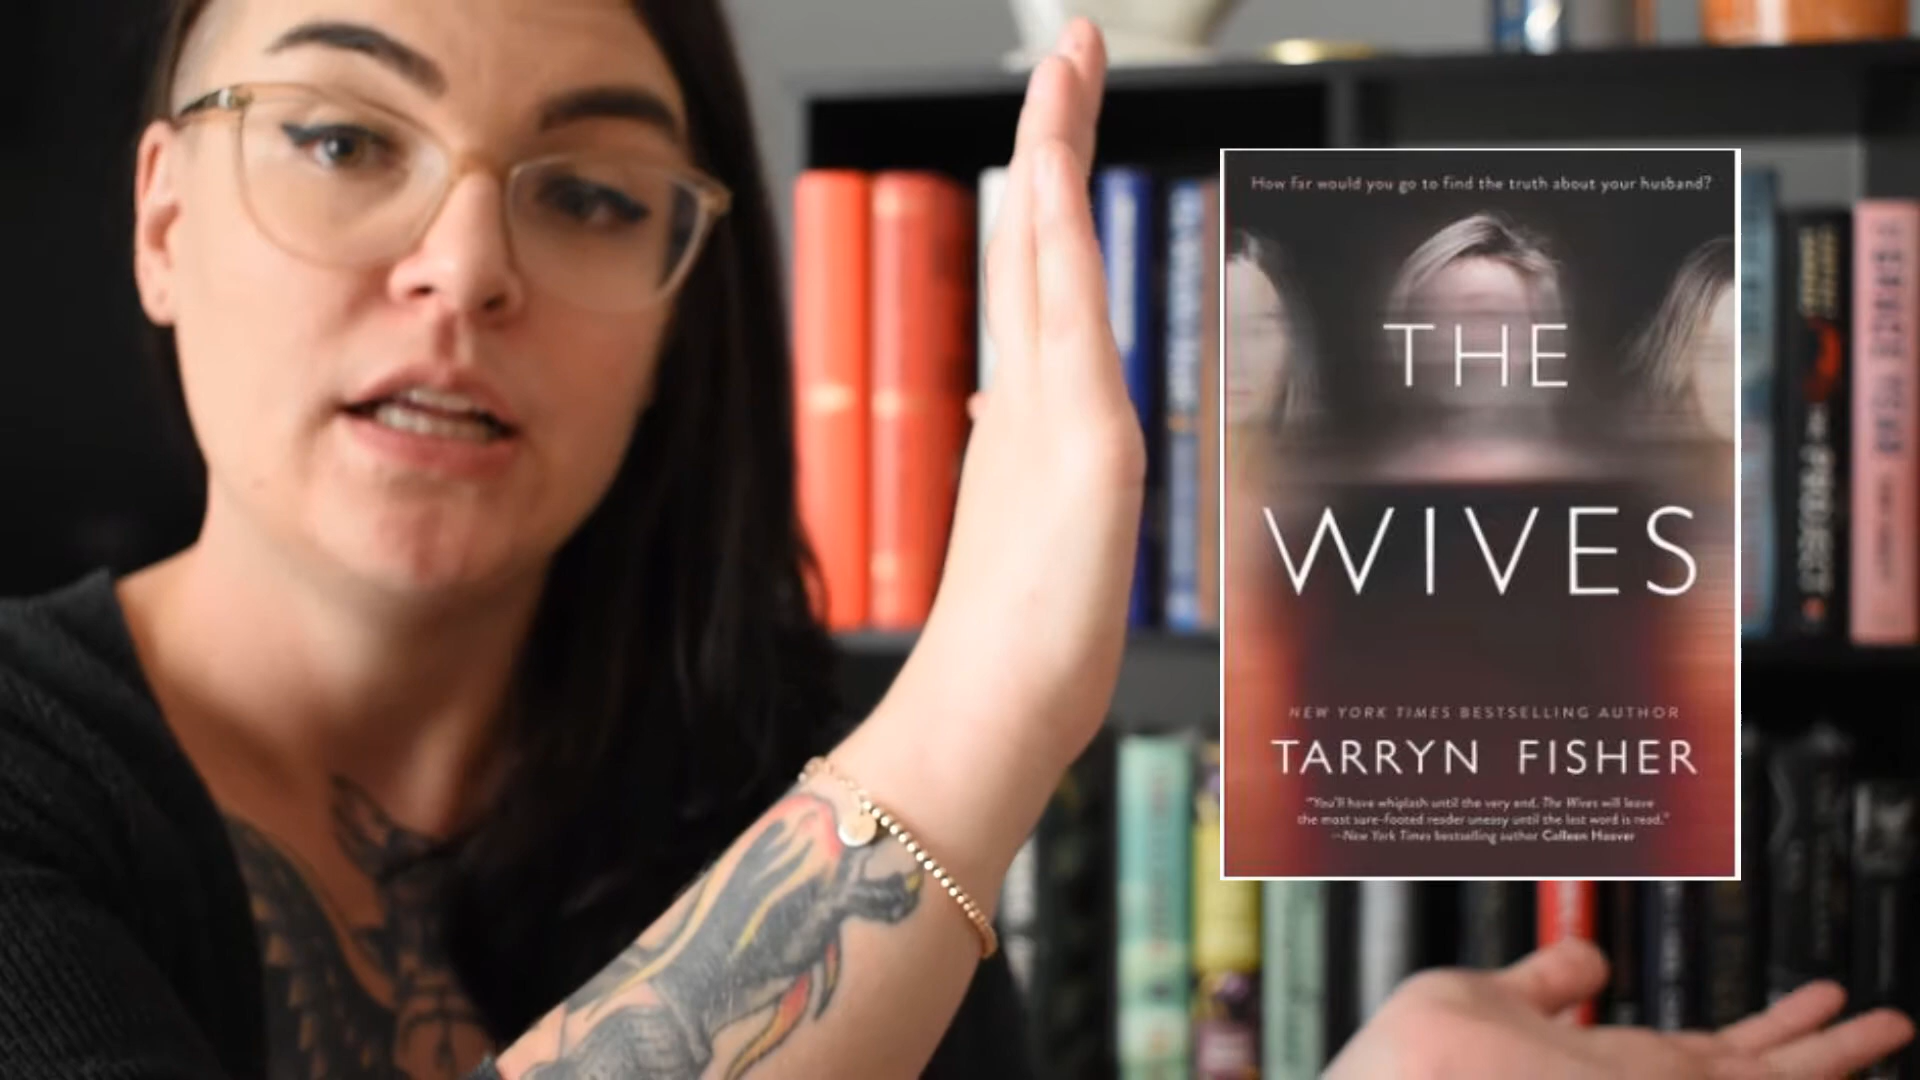 How far would you go to find the truth about your husband?
THE
WIVES
NEW YORK TIMES BESTSELLING AUTHOR
TARRYN FISHER
"You'll have whiplash until the very end. The Wives will leave
the most sure-footed reader uneasy until the last word is read."
—New York Times bestselling author Colleen Hoover